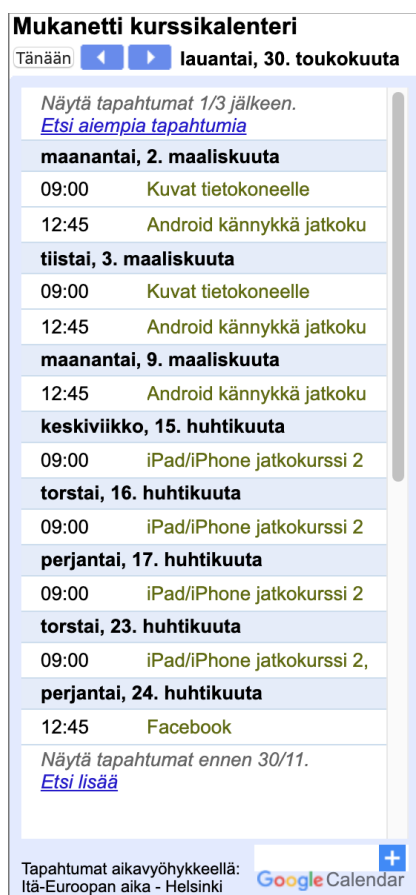 Mukanetti kurssikalenteri
Tänään lauantai, 30. toukokuuta
Näytä tapahtumat 1/3 jälkeen.
Etsi aiempia tapahtumia
maanantai, 2. maaliskuuta
09:00 Kuvat tietokoneelle
12:45 Android kännykkä jatkoku
tiistai, 3. maaliskuuta
09:00 Kuvat tietokoneelle
12:45 Android kännykkä jatkoku
maanantai, 9. maaliskuuta
12:45 Android kännykkä jatkoku
keskiviikko, 15. huhtikuuta
09:00 iPad/iPhone jatkokurssi 2
torstai, 16. huhtikuuta
09:00 iPad/iPhone jatkokurssi 2
perjantai, 17. huhtikuuta
09:00 iPad/iPhone jatkokurssi 2
torstai, 23. huhtikuuta
09:00 iPad/iPhone jatkokurssi 2,
perjantai, 24. huhtikuuta
12:45 Facebook
Näytä tapahtumat ennen 30/11.
Etsi lisää
Tapahtumat aikavyöhykkeellä:
Itä-Euroopan aika - Helsinki
+
Google Calendar